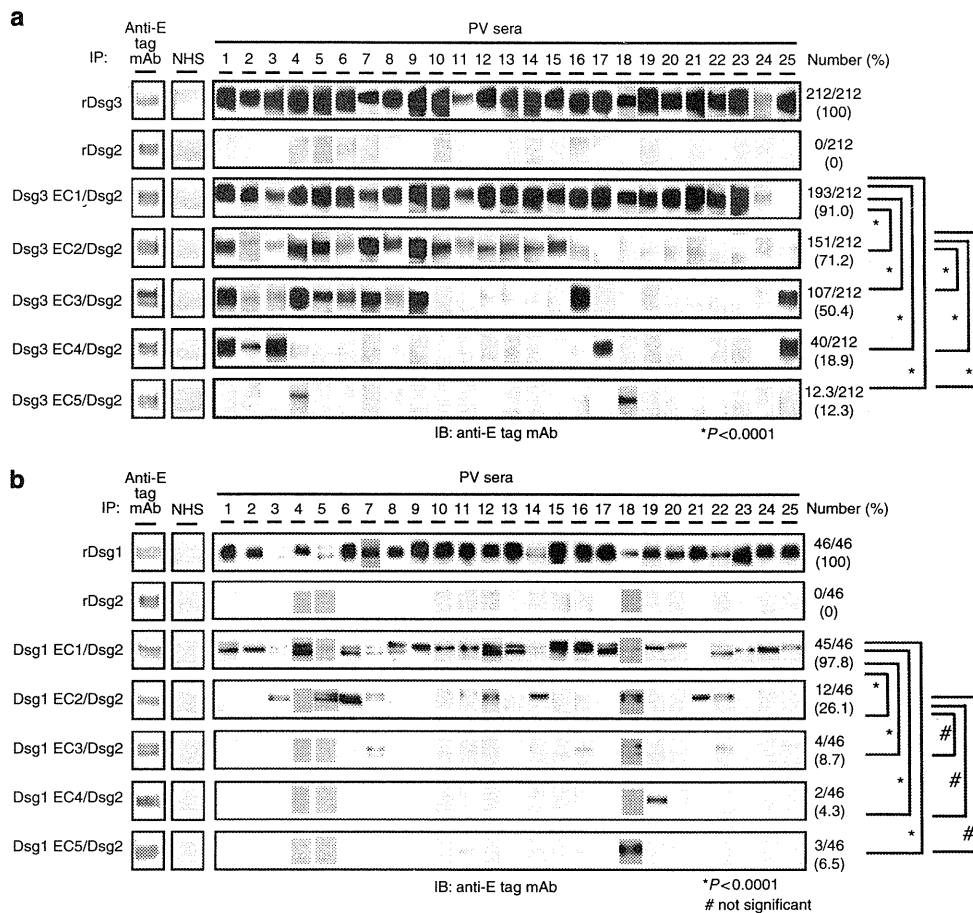 a
Anti-E
tag
mAb
PV sera
IP:
NHS
1 2 3 4 5 6 7 8 9 10 11 12 13 14 15 16 17 18 19 20 21 22 23 24 25
Number (%)
rDsg3
212/212
(100)
rDsg2
0/212
(0)
Dsg3 EC1/Dsg2
193/212
(91.0)
*
Dsg3 EC2/Dsg2
151/212
(71.2)
*
*
Dsg3 EC3/Dsg2
107/212
(50.4)
*
*
Dsg3 EC4/Dsg2
40/212
(18.9)
*
*
Dsg3 EC5/Dsg2
12.3/212
(12.3)
IB: anti-E tag mAb
*P<0.0001
b
Anti-E
tag
mAb
PV sera
IP:
NHS
1 2 3 4 5 6 7 8 9 10 11 12 13 14 15 16 17 18 19 20 21 22 23 24 25
Number (%)
rDsg1
46/46
(100)
rDsg2
0/46
(0)
Dsg1 EC1/Dsg2
45/46
(97.8)
*
Dsg1 EC2/Dsg2
12/46
(26.1)
*
#
Dsg1 EC3/Dsg2
4/46
(8.7)
*
#
Dsg1 EC4/Dsg2
2/46
(4.3)
*
#
Dsg1 EC5/Dsg2
3/46
(6.5)
IB: anti-E tag mAb
*P<0.0001
# not significant